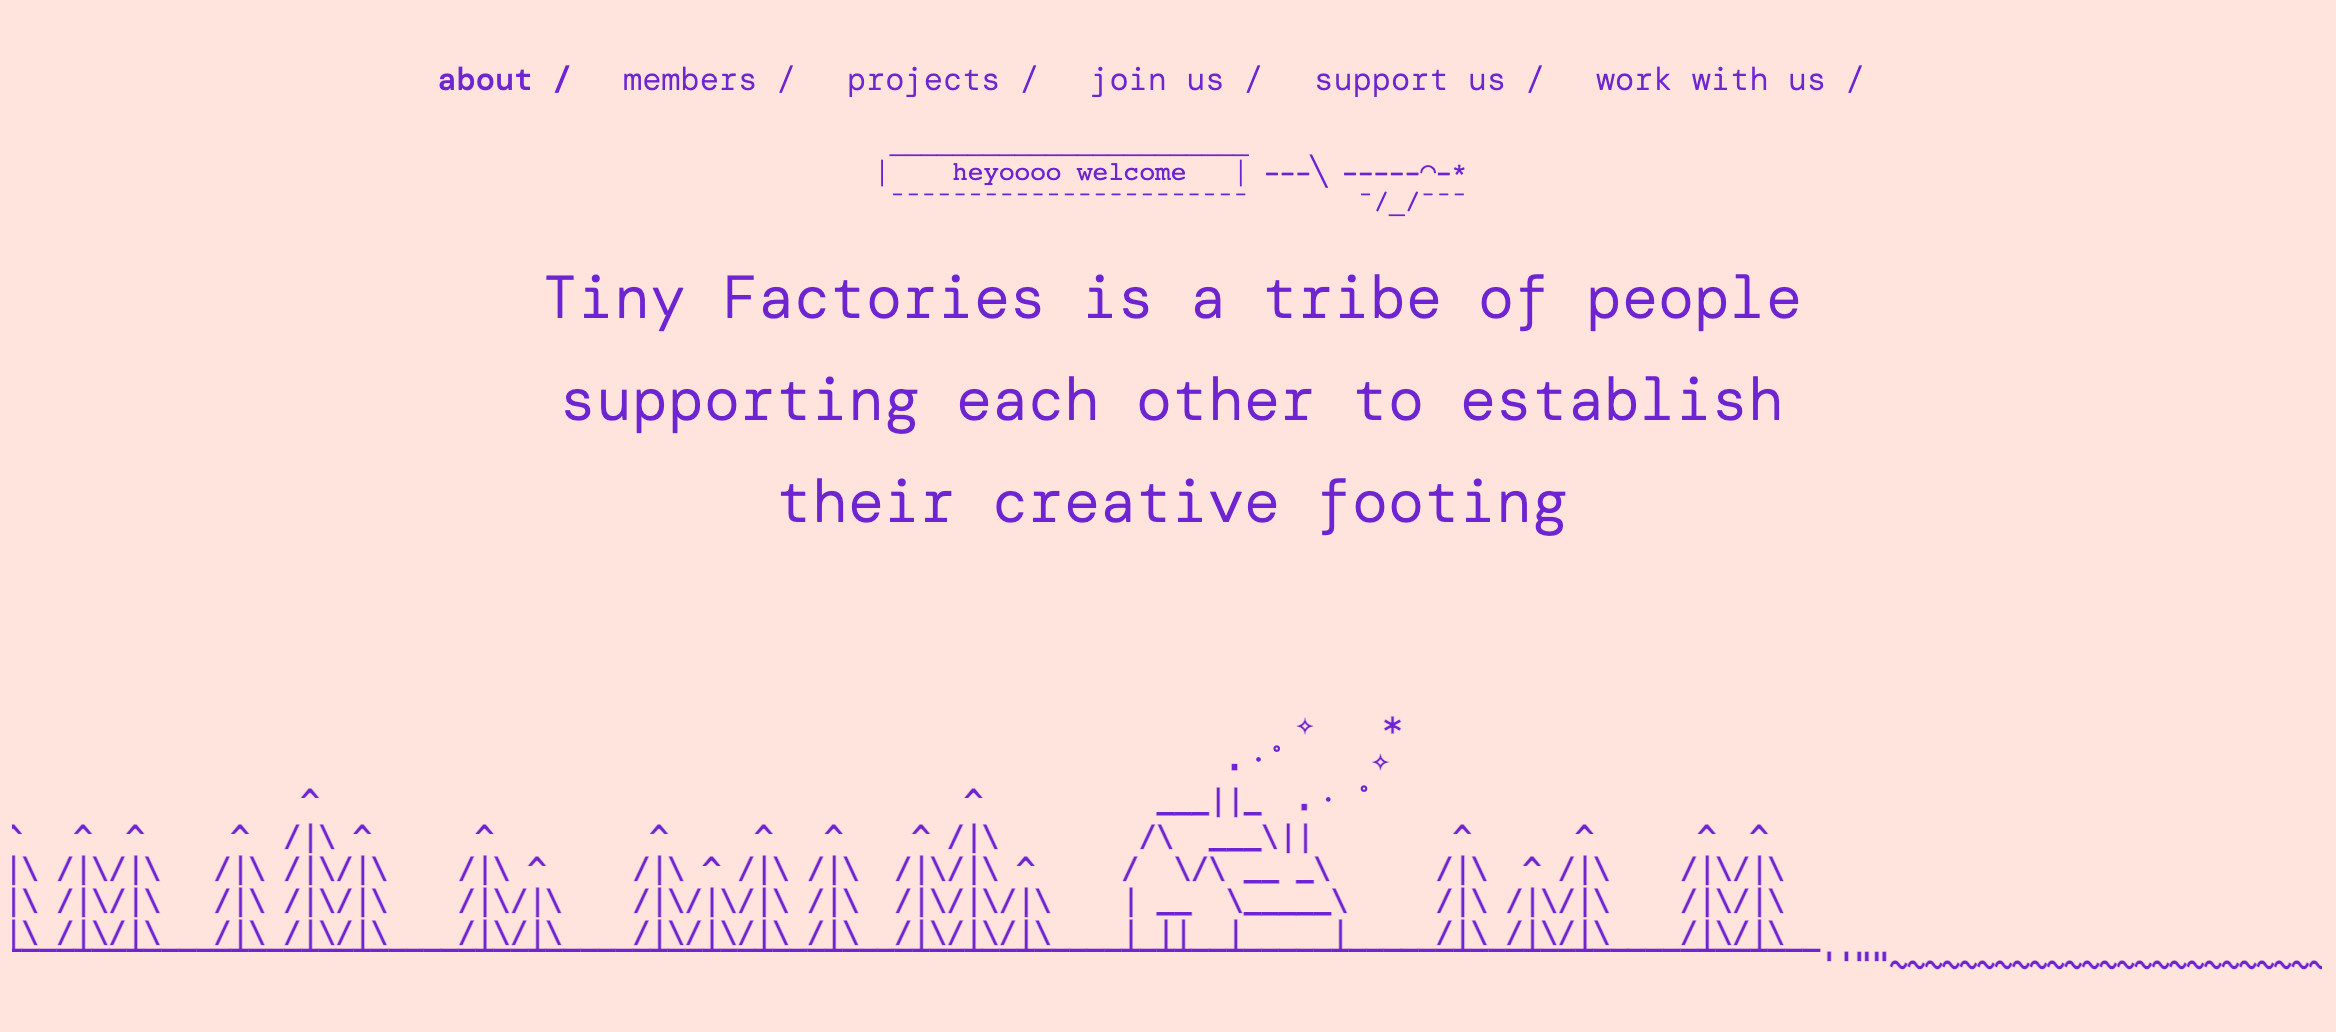 about / members / projects / join us / support us / work with us /
heyoooo welcome
Tiny Factories is a tribe of people
supporting each other to establish
their creative footing